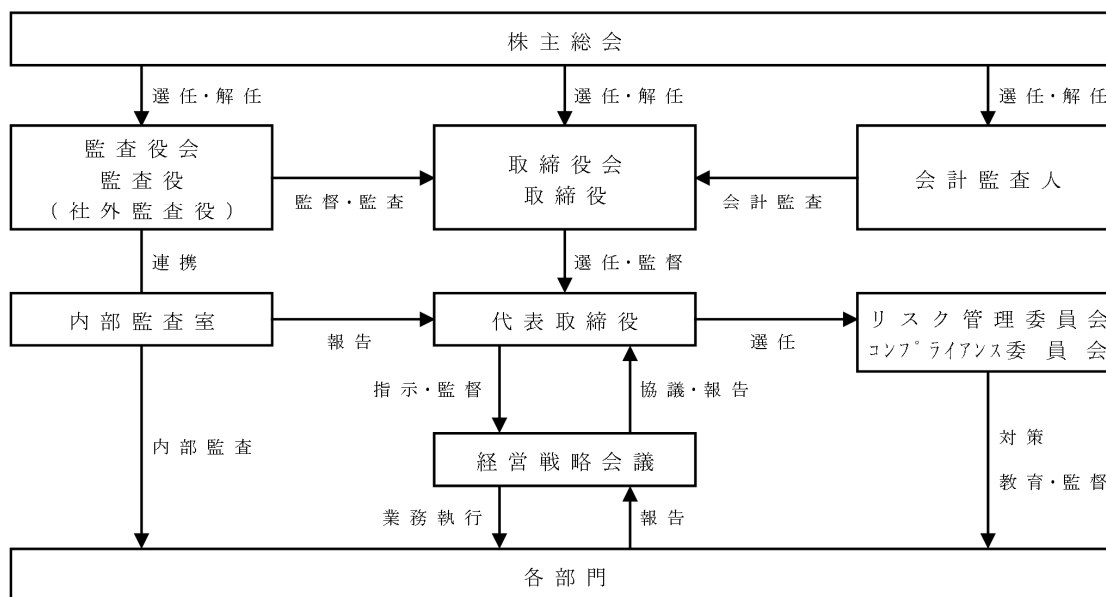 株主総会
選任・解任
選任・解任
選任・解任
監査役会
監査役
(社外監査役)
監督・監査
取締役会
取締役
会計監査
会計監査人
連携
選任・監督
内部監査室
報告
代表取締役
選任
リスク管理委員会
コンプライアンス委員会
指示・監督
協議・報告
内部監査
経営戦略会議
対策
教育・監督
業務執行
報告
各部門